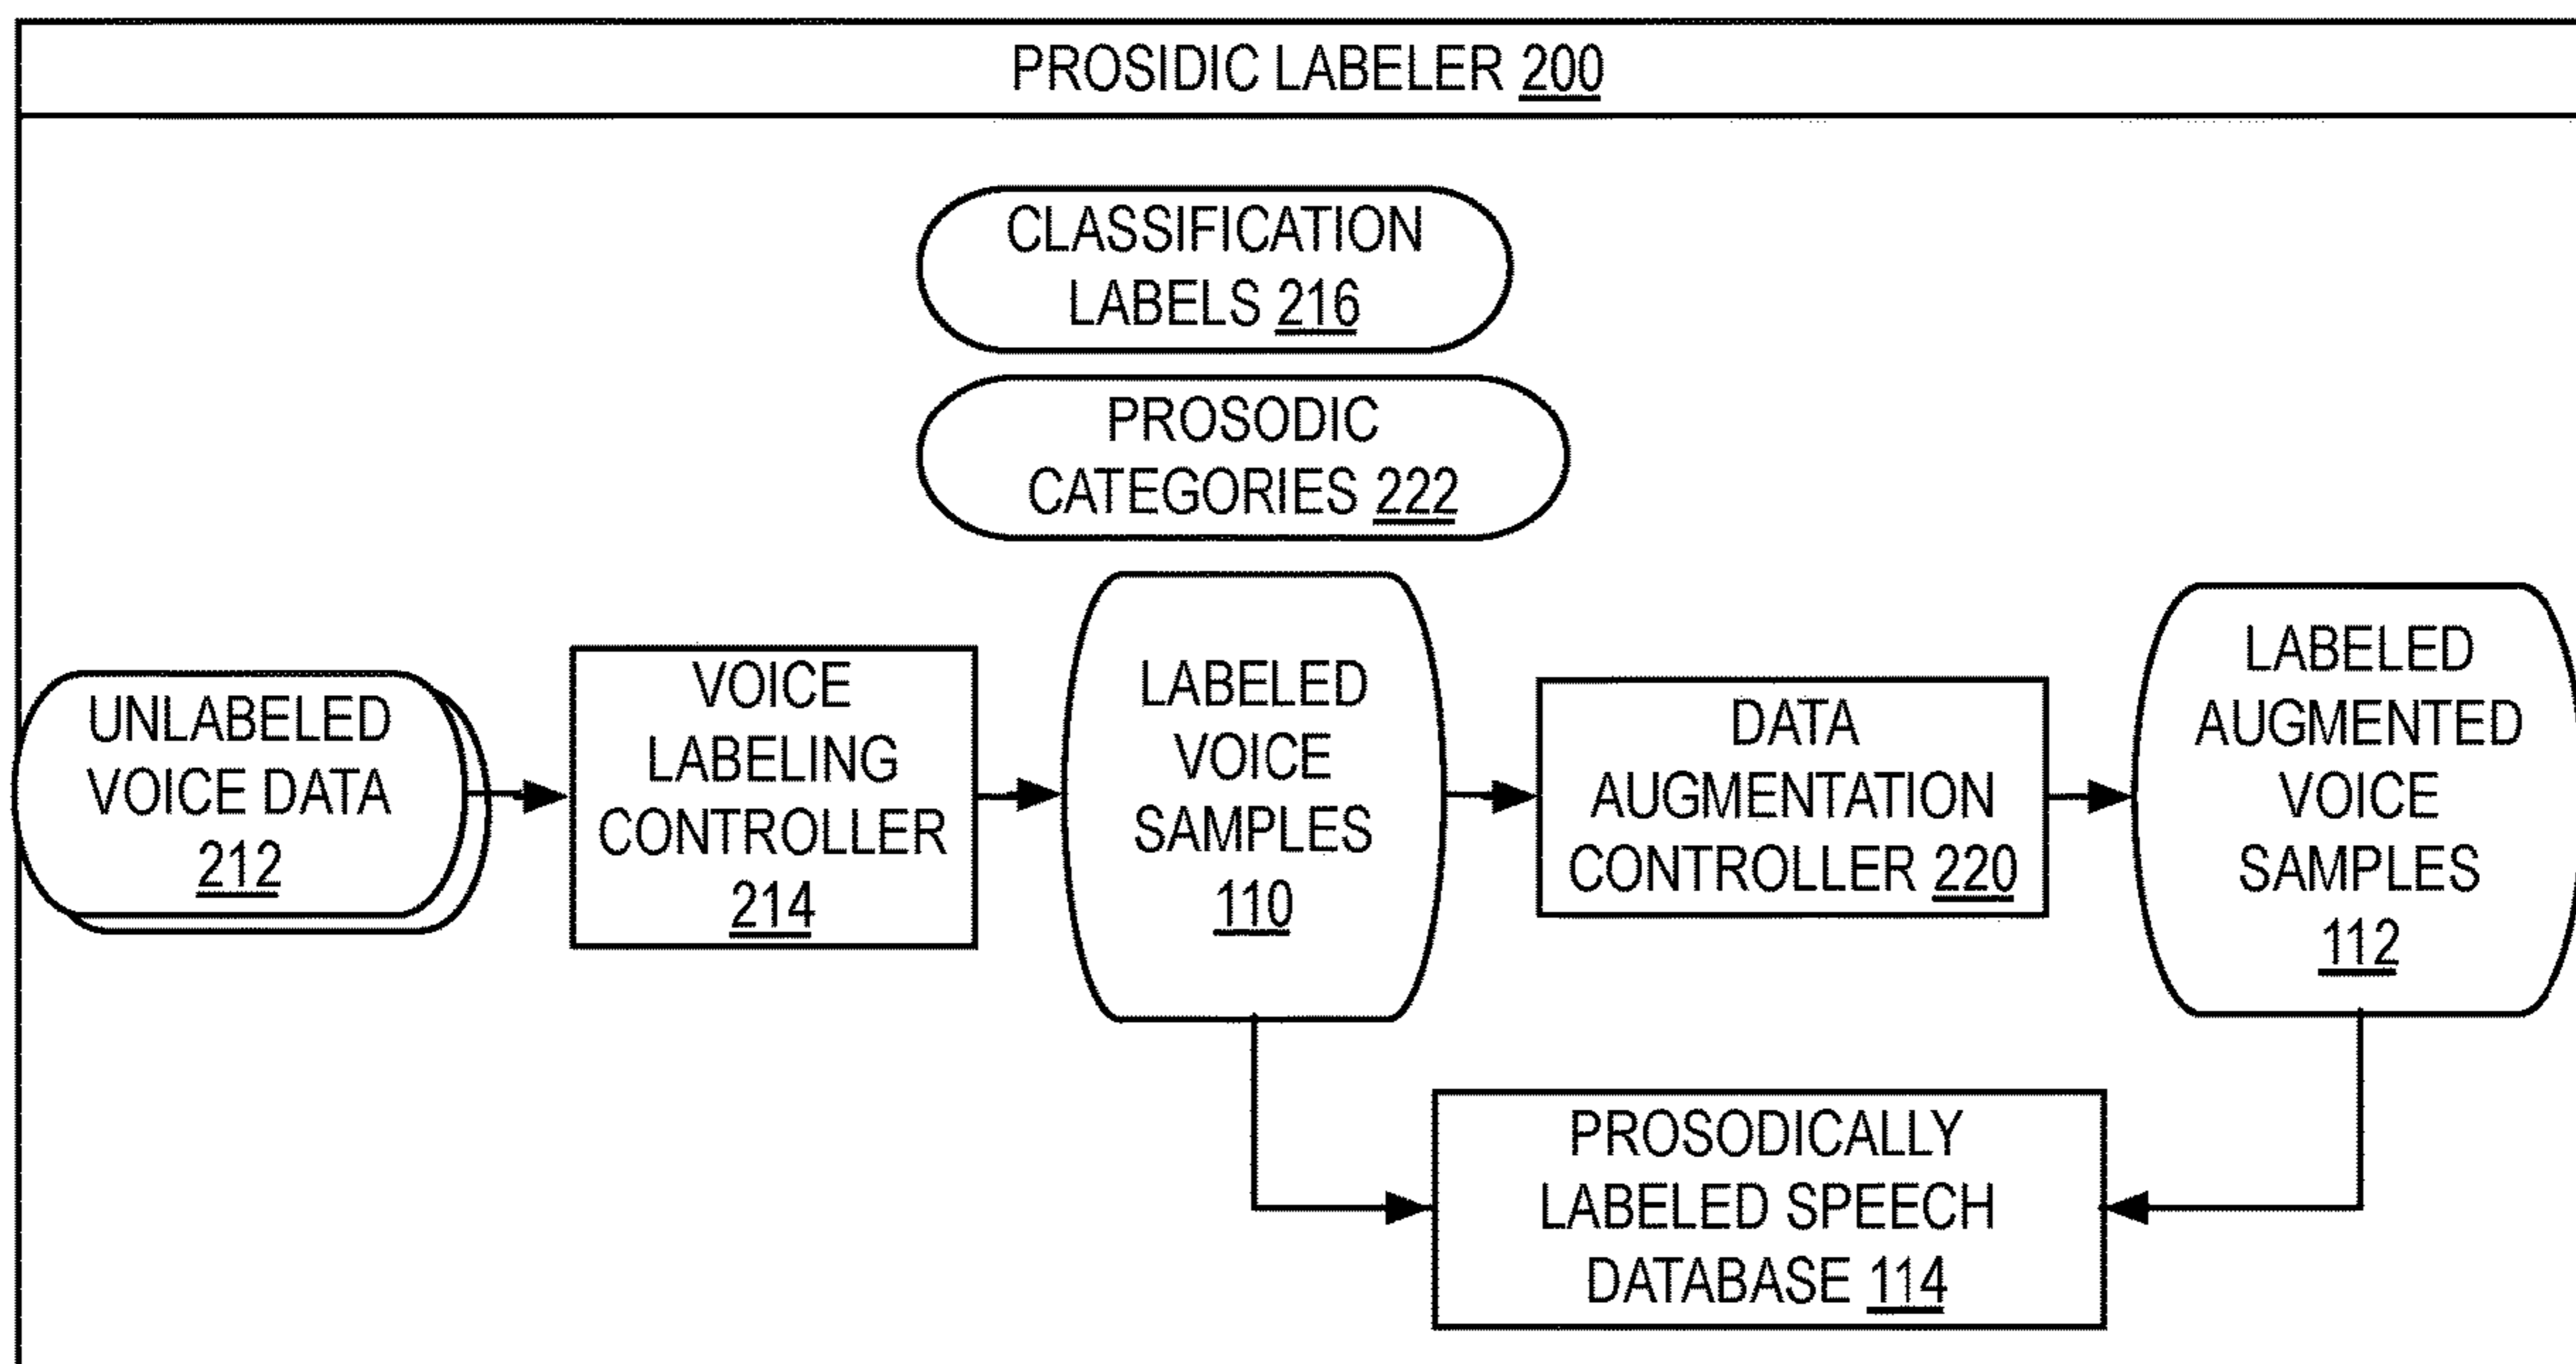 PROSIDIC LABELER 200
CLASSIFICATION
LABELS 216
PROSODIC
CATEGORIES 222
UNLABELED
VOICE DATA
212
VOICE
LABELING
CONTROLLER
214
LABELED
VOICE
SAMPLES
110
DATA
AUGMENTATION
CONTROLLER 220
LABELED
AUGMENTED
VOICE
SAMPLES
112
PROSODICALLY
LABELED SPEECH
DATABASE 114